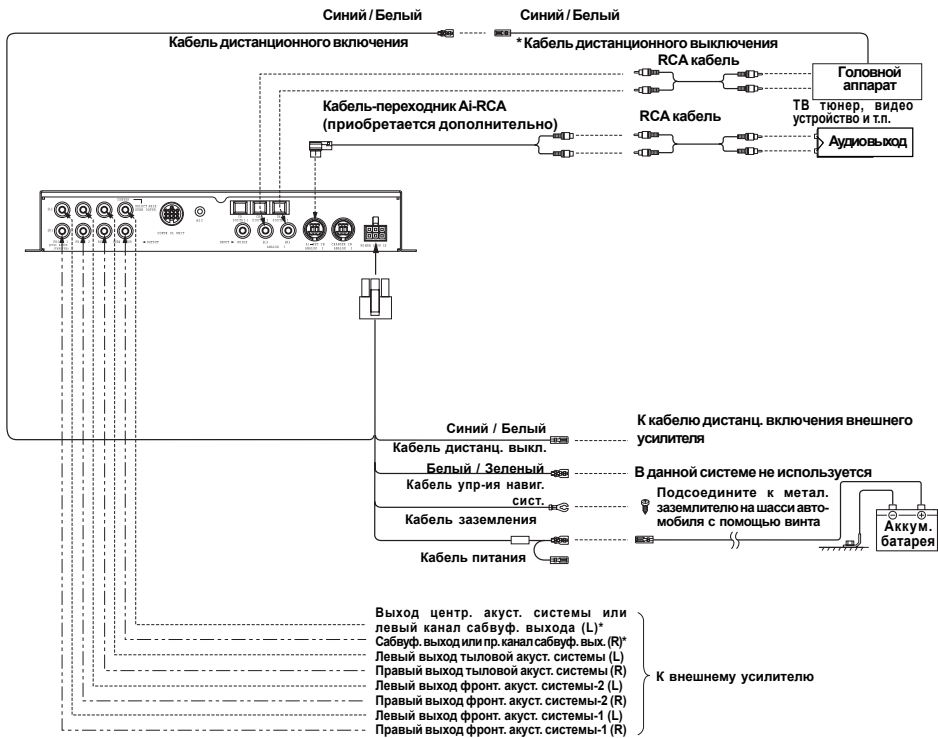 Синий / Белый
Синий / Белый
Кабель дистанционного включения
* Кабель дистанционного выключения
RCA кабель
Головной
аппарат
Кабель-переходник Ai-RCA
(приобретается дополнительно)
RCA кабель
ТВ тюнер, видео
устройство и т.п.
Аудиовыход
Синий / Белый
Кабель дистанц. выкл.
К кабелю дистанц. включения внешнего
усилителя
Белый / Зеленый
Кабель упр-ия навиг.
сист.
В данной системе не используется
Кабель заземления
Подсоедините к метал.
заземлителю на шасси авто-
мобиля с помощью винта
Аккум.
батарея
Кабель питания
Выход центр. акуст. системы или
левый канал сабвуф. выхода (L)*
Сабвуф. выход или пр. канал сабвуф. вых. (R)*
Левый выход тыловой акуст. системы (L)
Правый выход тыловой акуст. системы (R)
Левый выход фронт. акуст. системы-2 (L)
Правый выход фронт. акуст. системы-2 (R)
Левый выход фронт. акуст. системы-1 (L)
Правый выход фронт. акуст. системы-1 (R)
К внешнему усилителю